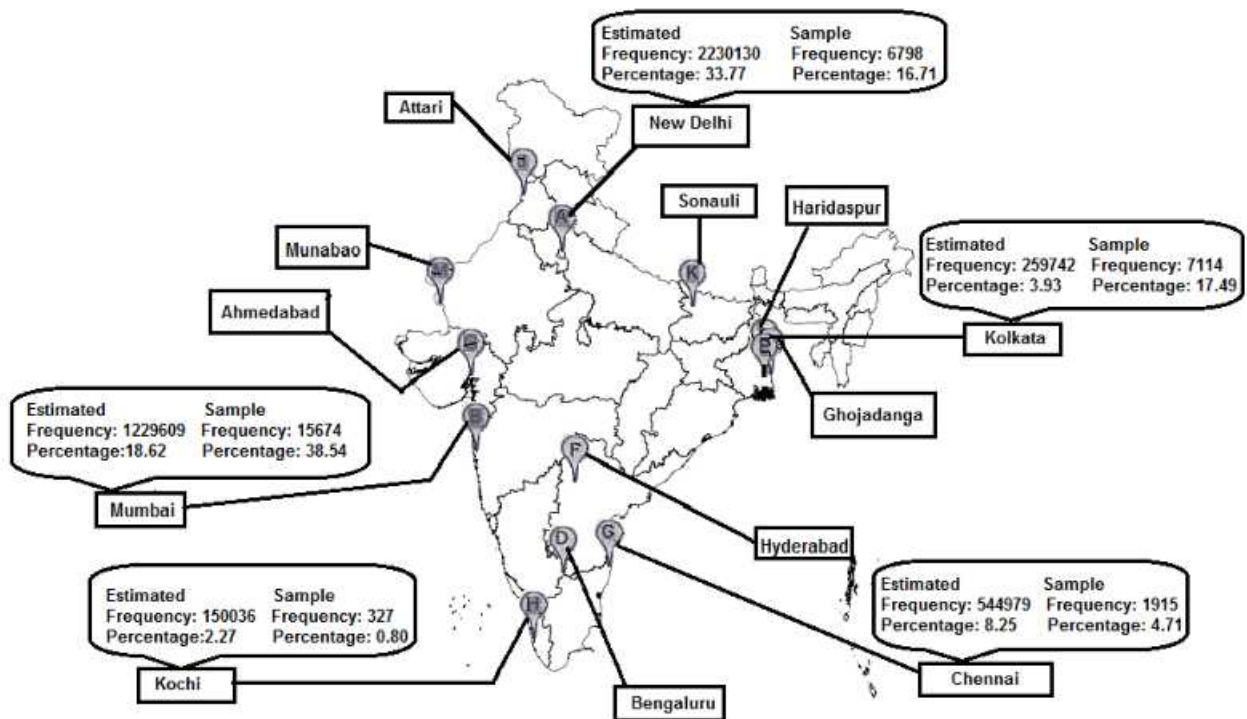 Estimated Sample
Frequency: 2230130 6798
Percentage: 33.77 16.71
New Delhi
Attari
A
Sonauli
Haridaspur
Munabao
K
Estimated Sample
Frequency: 259742 Frequency: 7114
Percentage: 3.93 Percentage: 17.49
Kolkata
Ahmedabad
Ghojadanga
Estimated Sample
Frequency: 1229609 Frequency: 15674
Percentage:18.62 Percentage: 38.54
Mumbai
F
Hyderabad
D
G
Estimated Sample
Frequency: 150036 Frequency: 327
Percentage:2.27 Percentage: 0.80
Kochi
H
Estimated Sample
Frequency: 544979 Frequency: 1915
Percentage: 8.25 Percentage: 4.71
Chennai
Bengaluru